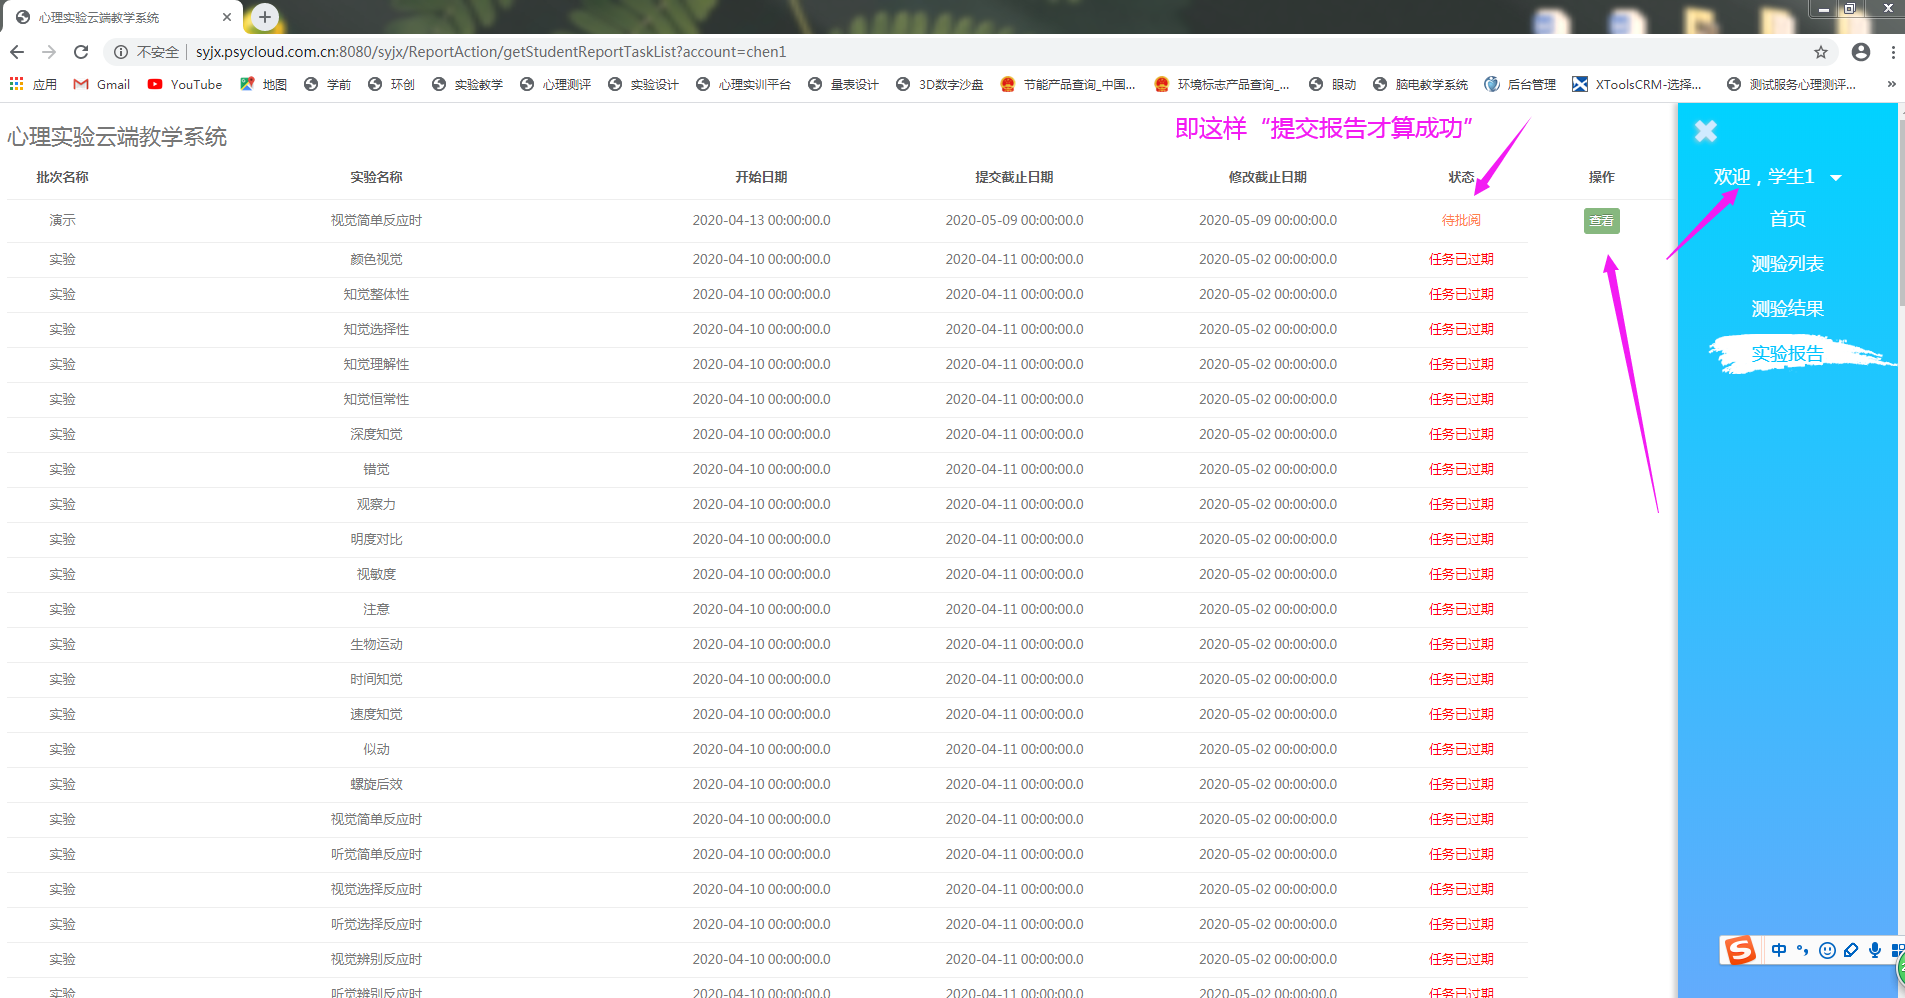 心理实验云端教学系统
不安全 syjx.psycloud.com.cn:8080/syjx/ReportAction/getStudentReportTaskList?account=chen1
应用 Gmail YouTube 地图 学前 环创 实验教学 心理测评 实验设计 心理实训平台 量表设计 3D数字沙盘 节能产品查询_中国... 环境标志产品查询_... 眼动 脑电教学系统 后台管理 XToolsCRM-选择... 测试服务心理测评... »
心理实验云端教学系统
即这样“提交报告才算成功”
批次名称 实验名称 开始日期 提交截止日期 修改截止日期 状态 操作
演示 视觉简单反应时 2020-04-13 00:00:00.0 2020-05-09 00:00:00.0 2020-05-09 00:00:00.0 待批阅 查看
实验 颜色视觉 2020-04-10 00:00:00.0 2020-04-11 00:00:00.0 2020-05-02 00:00:00.0 任务已过期
实验 知觉整体性 2020-04-10 00:00:00.0 2020-04-11 00:00:00.0 2020-05-02 00:00:00.0 任务已过期
实验 知觉选择性 2020-04-10 00:00:00.0 2020-04-11 00:00:00.0 2020-05-02 00:00:00.0 任务已过期
实验 知觉理解性 2020-04-10 00:00:00.0 2020-04-11 00:00:00.0 2020-05-02 00:00:00.0 任务已过期
实验 知觉恒常性 2020-04-10 00:00:00.0 2020-04-11 00:00:00.0 2020-05-02 00:00:00.0 任务已过期
实验 深度知觉 2020-04-10 00:00:00.0 2020-04-11 00:00:00.0 2020-05-02 00:00:00.0 任务已过期
实验 错觉 2020-04-10 00:00:00.0 2020-04-11 00:00:00.0 2020-05-02 00:00:00.0 任务已过期
实验 观察力 2020-04-10 00:00:00.0 2020-04-11 00:00:00.0 2020-05-02 00:00:00.0 任务已过期
实验 明度对比 2020-04-10 00:00:00.0 2020-04-11 00:00:00.0 2020-05-02 00:00:00.0 任务已过期
实验 视敏度 2020-04-10 00:00:00.0 2020-04-11 00:00:00.0 2020-05-02 00:00:00.0 任务已过期
实验 注意 2020-04-10 00:00:00.0 2020-04-11 00:00:00.0 2020-05-02 00:00:00.0 任务已过期
实验 生物运动 2020-04-10 00:00:00.0 2020-04-11 00:00:00.0 2020-05-02 00:00:00.0 任务已过期
实验 时间知觉 2020-04-10 00:00:00.0 2020-04-11 00:00:00.0 2020-05-02 00:00:00.0 任务已过期
实验 速度知觉 2020-04-10 00:00:00.0 2020-04-11 00:00:00.0 2020-05-02 00:00:00.0 任务已过期
实验 似动 2020-04-10 00:00:00.0 2020-04-11 00:00:00.0 2020-05-02 00:00:00.0 任务已过期
实验 螺旋后效 2020-04-10 00:00:00.0 2020-04-11 00:00:00.0 2020-05-02 00:00:00.0 任务已过期
实验 视觉简单反应时 2020-04-10 00:00:00.0 2020-04-11 00:00:00.0 2020-05-02 00:00:00.0 任务已过期
实验 听觉简单反应时 2020-04-10 00:00:00.0 2020-04-11 00:00:00.0 2020-05-02 00:00:00.0 任务已过期
实验 视觉选择反应时 2020-04-10 00:00:00.0 2020-04-11 00:00:00.0 2020-05-02 00:00:00.0 任务已过期
实验 听觉选择反应时 2020-04-10 00:00:00.0 2020-04-11 00:00:00.0 2020-05-02 00:00:00.0 任务已过期
实验 视觉辨别反应时 2020-04-10 00:00:00.0 2020-04-11 00:00:00.0 2020-05-02 00:00:00.0 任务已过期
实验 听觉辨别反应时 2020-04-10 00:00:00.0 2020-04-11 00:00:00.0 2020-05-02 00:00:00.0 任务已过期
欢迎，学生1
首页
测验列表
测验结果
实验报告
S 中